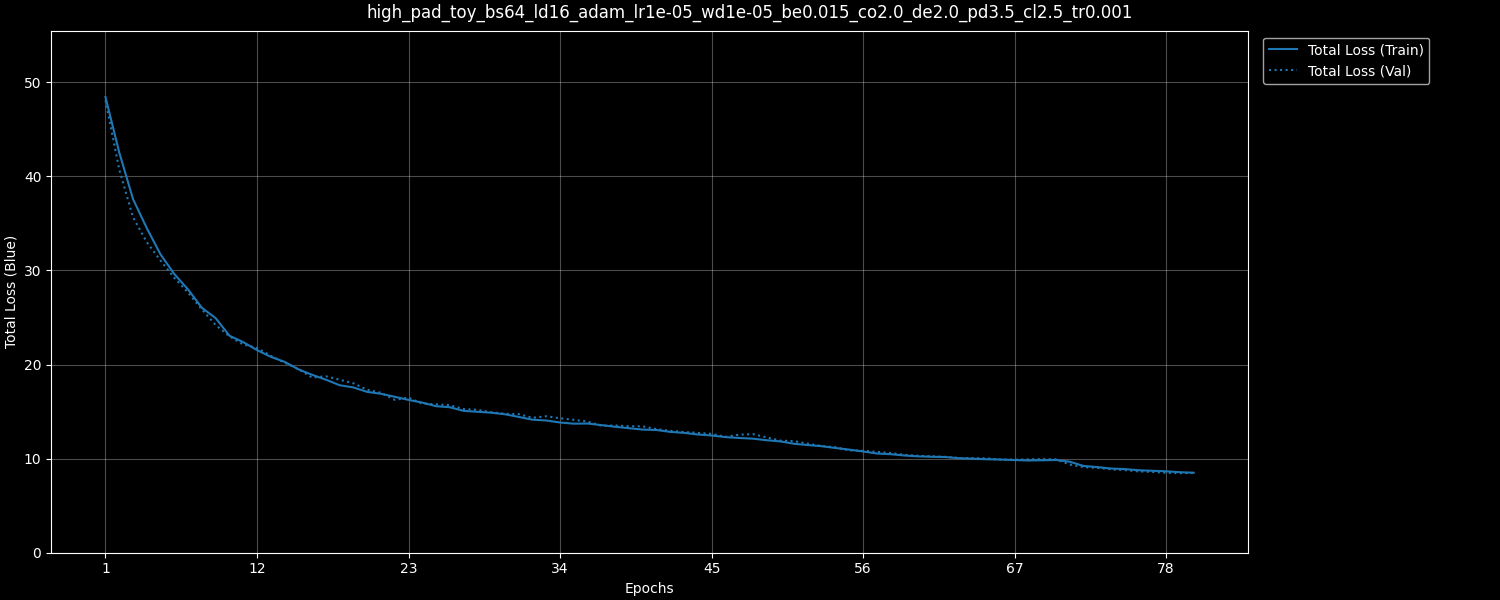 high_pad_toy_bs64_ld16_adam_lr1e-05_wd1e-05_be0.015_co2.0_de2.0_pd3.5_cl2.5_tr0.001
Total Loss (Train)
Total Loss (Val)
Total Loss (Blue)
50
40
30
20
10
0
1 12 23 34 45 56 67 78
Epochs